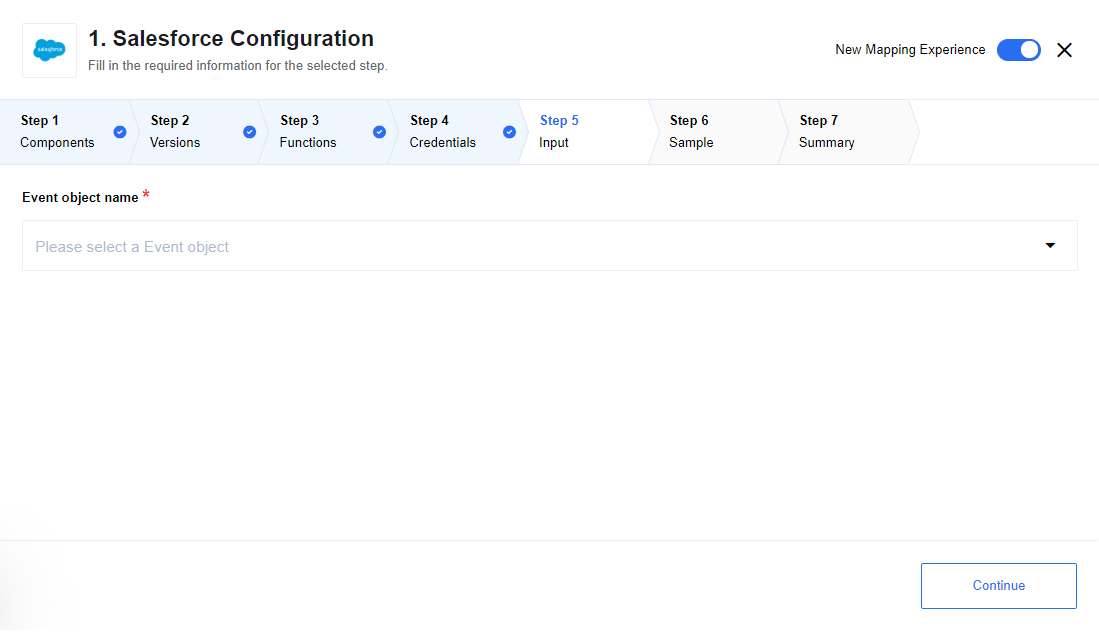 salesforce
1. Salesforce Configuration
Fill in the required information for the selected step.
New Mapping Experience
Step 1
Components
Step 2
Versions
Step 3
Functions
Step 4
Credentials
Step 5
Input
Step 6
Sample
Step 7
Summary
Event object name *
Please select a Event object
Continue